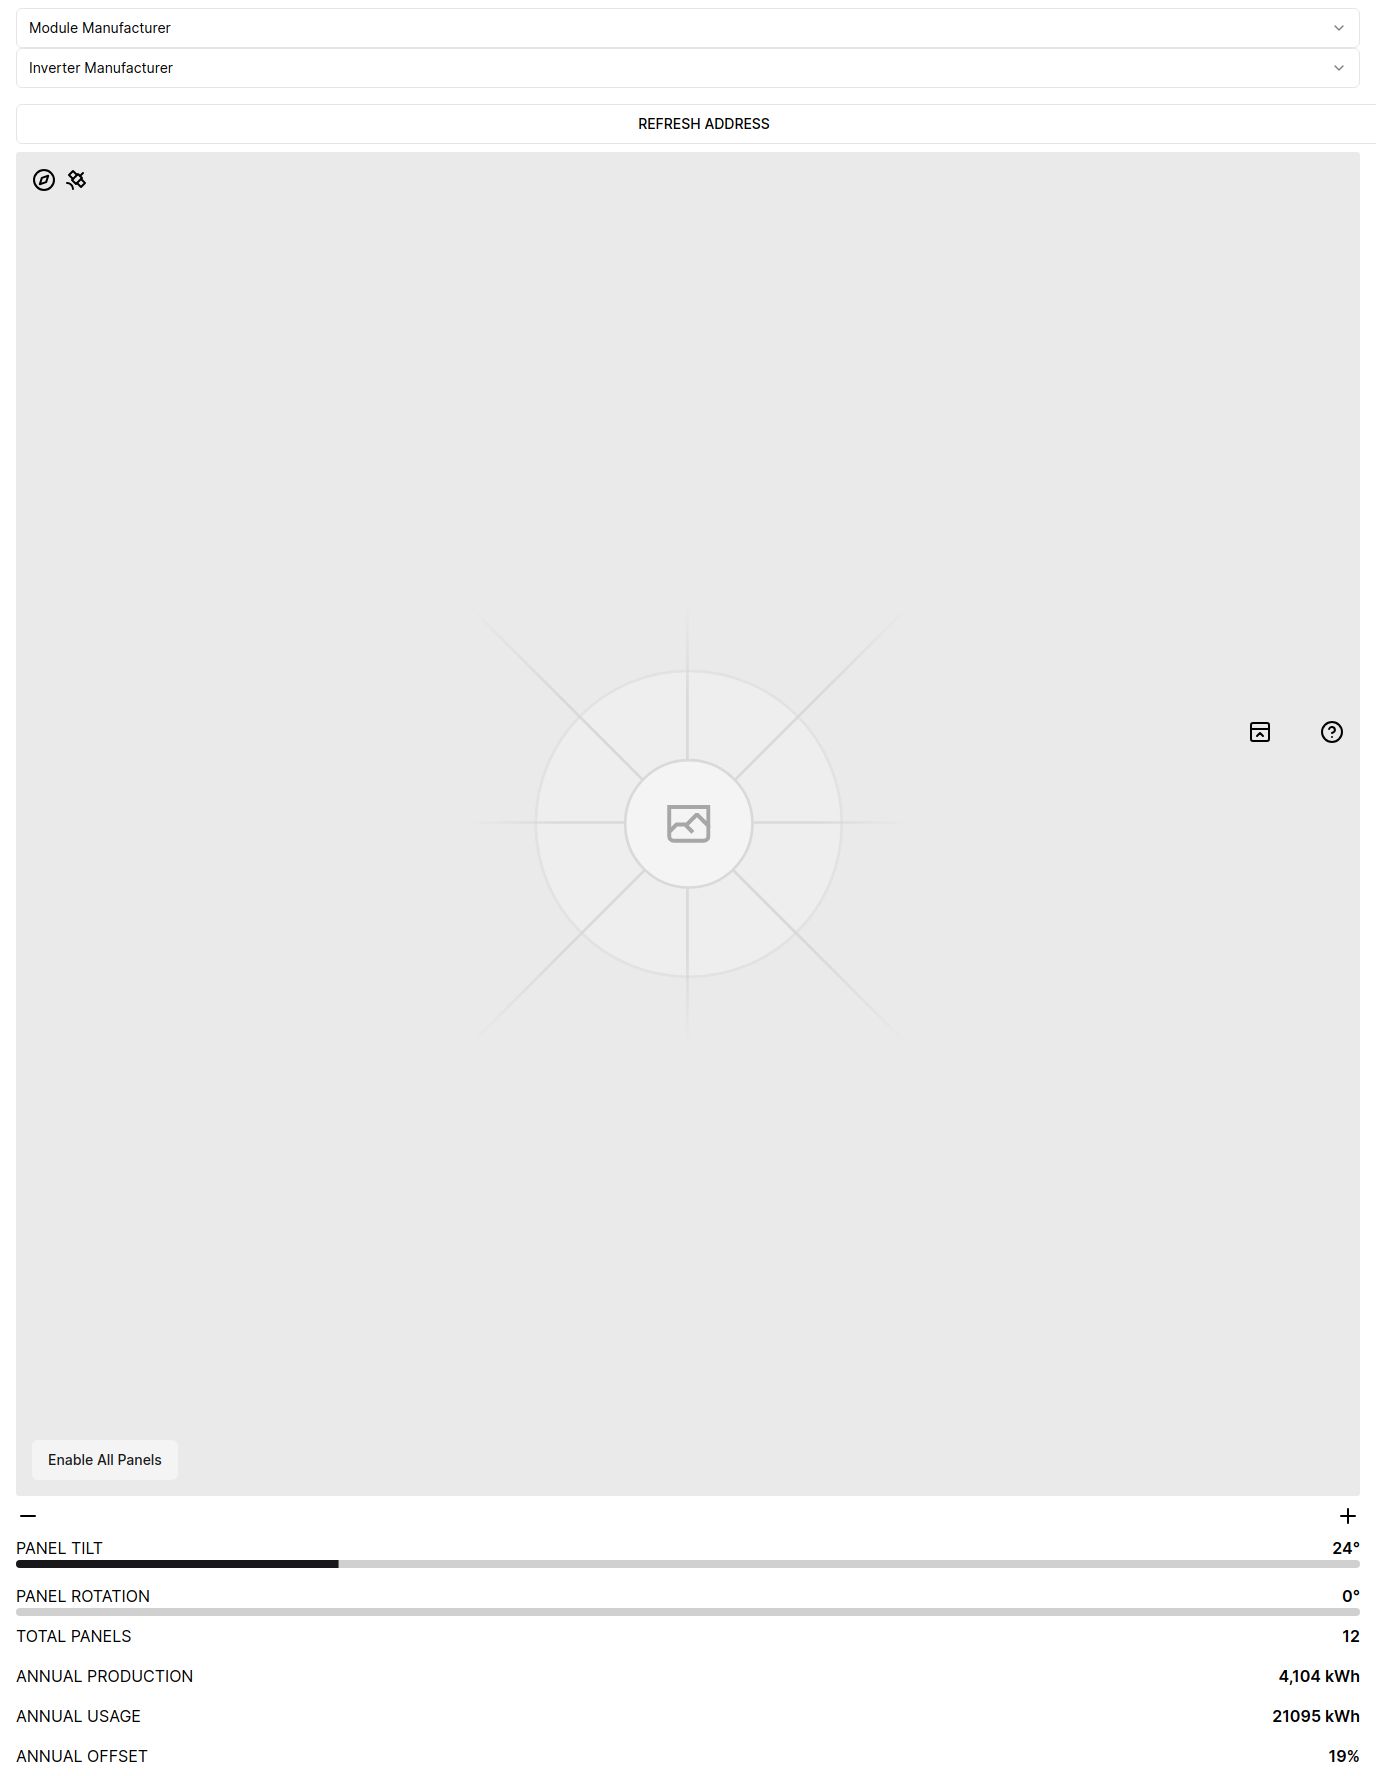 Module Manufacturer
Inverter Manufacturer
REFRESH ADDRESS
Enable All Panels
PANEL TILT 24°
PANEL ROTATION 0°
TOTAL PANELS 12
ANNUAL PRODUCTION 4,104 kWh
ANNUAL USAGE 21095 kWh
ANNUAL OFFSET 19%